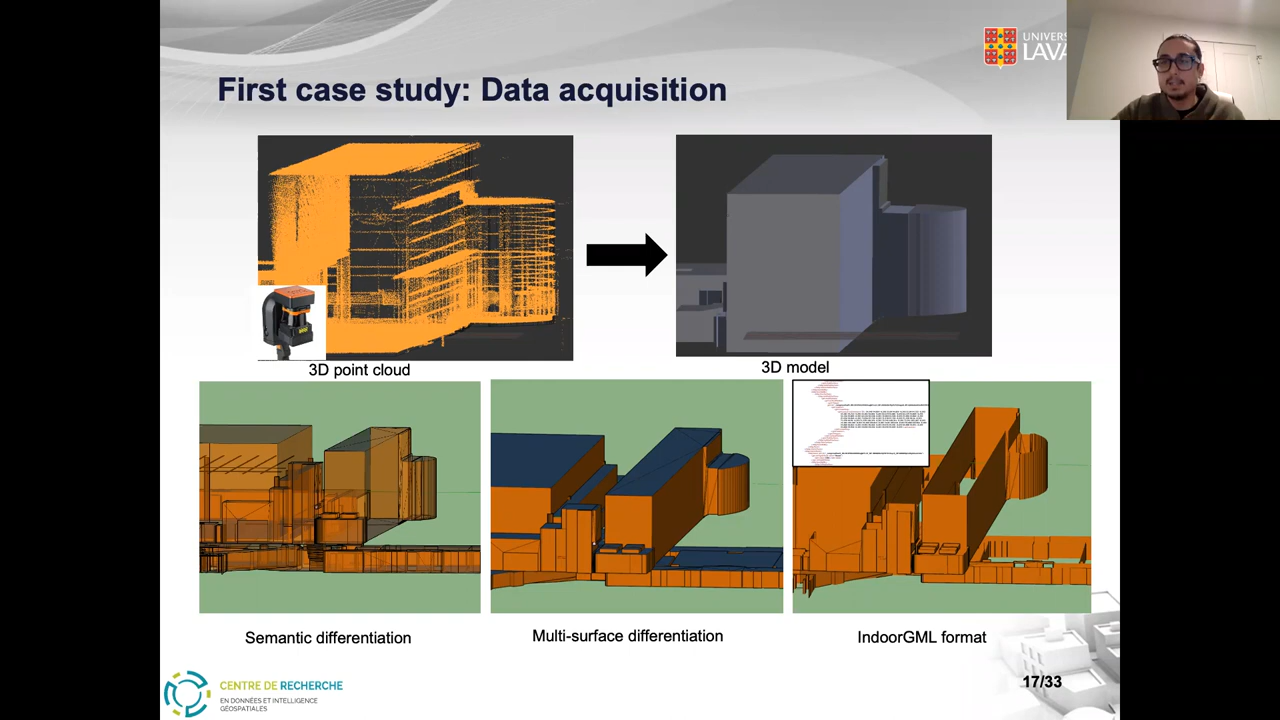 UNIVERS
LAVA
First case study: Data acquisition
3D point cloud
3D model
Semantic differentiation
Multi-surface differentiation
IndoorGML format
CENTRE DE RECHERCHE
EN DONNÉES ET INTELLIGENCE
GÉOSPATIALES
17/33